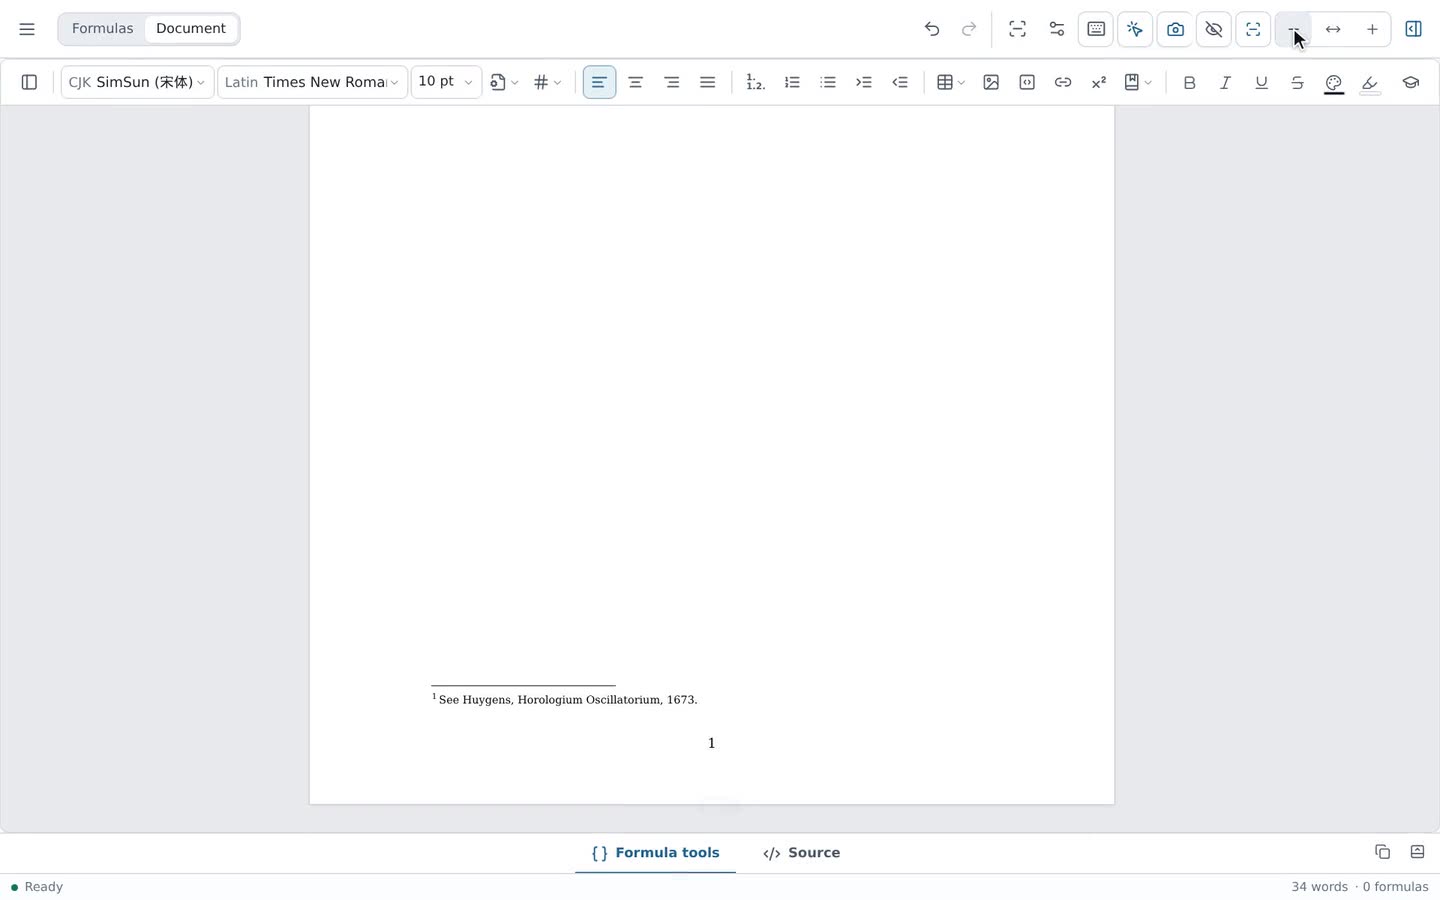 Formulas Document
CJK SimSun (宋体) Latin Times New Roma 10 pt
1 See Huygens, Horologium Oscillatorium, 1673.
1
{} Formula tools </> Source
Ready 34 words · 0 formulas